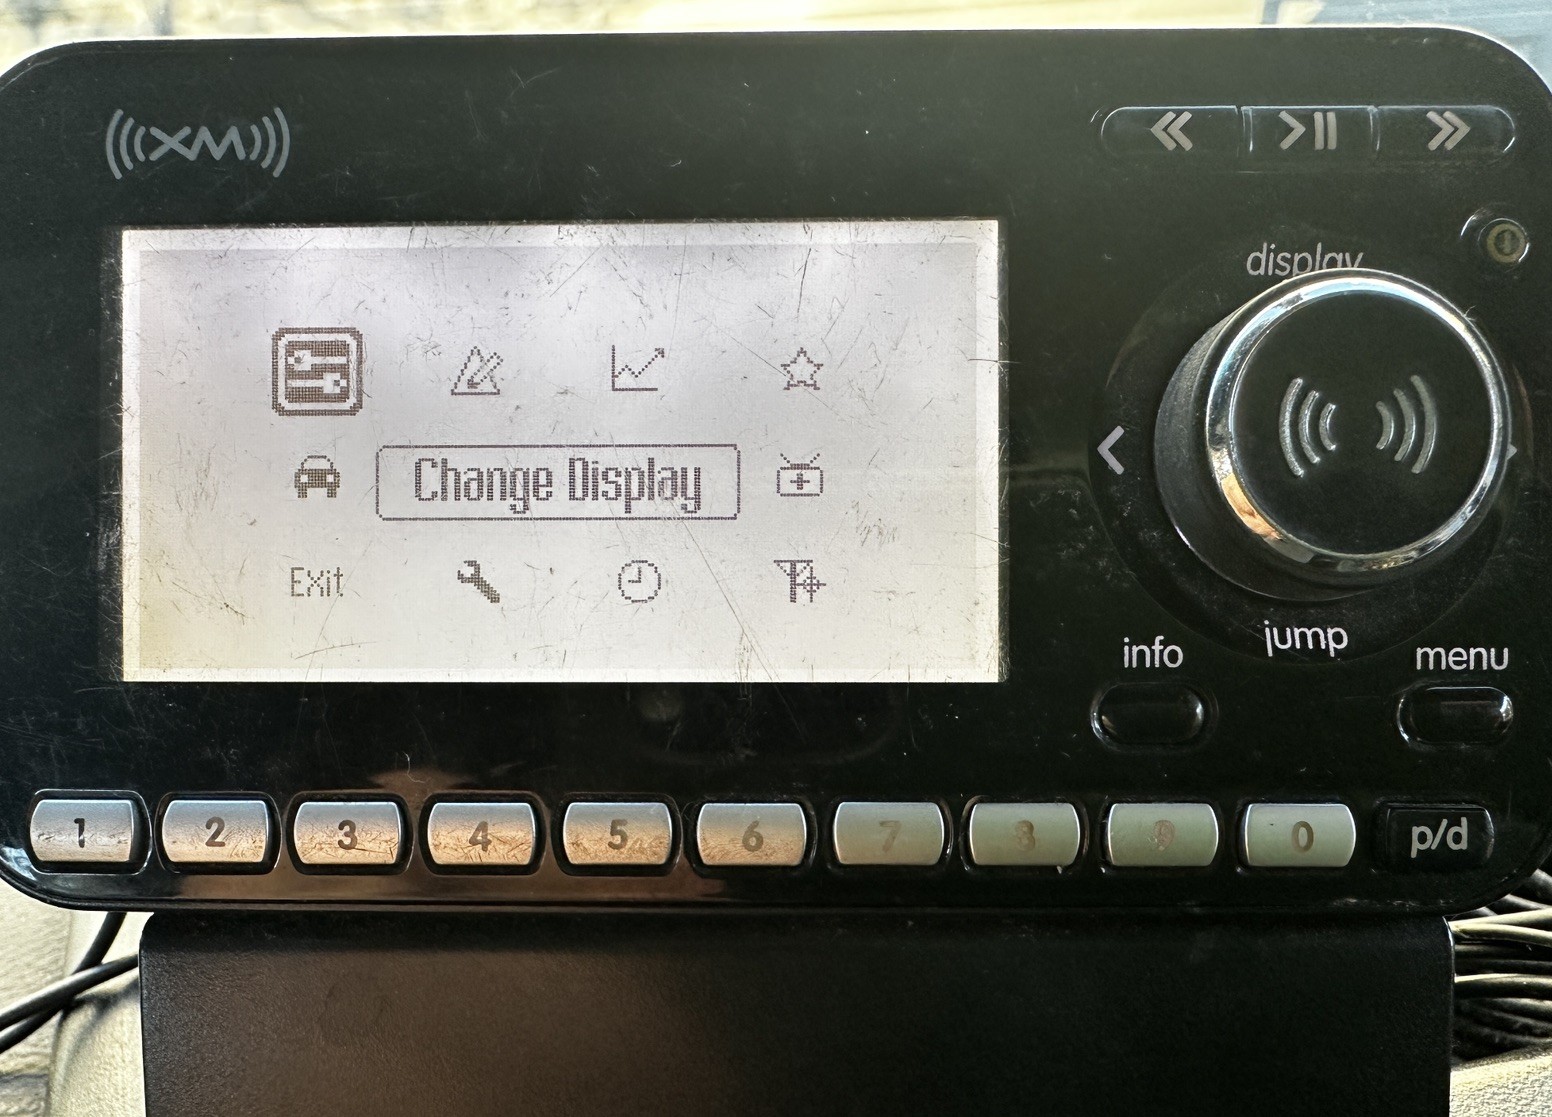 XM
display
Change Display
Exit
info
jump
menu
1 2 3 4 5 6 7 8 9 0 p/d